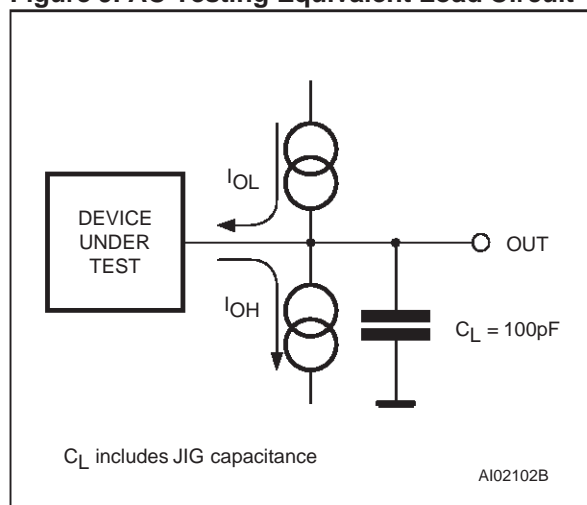 Figure AC Testing Equivalent Load Circuit
IOL
DEVICE
UNDER
TEST
OUT
IOH
CL = 100pF
CL includes JIG capacitance
AI02102B